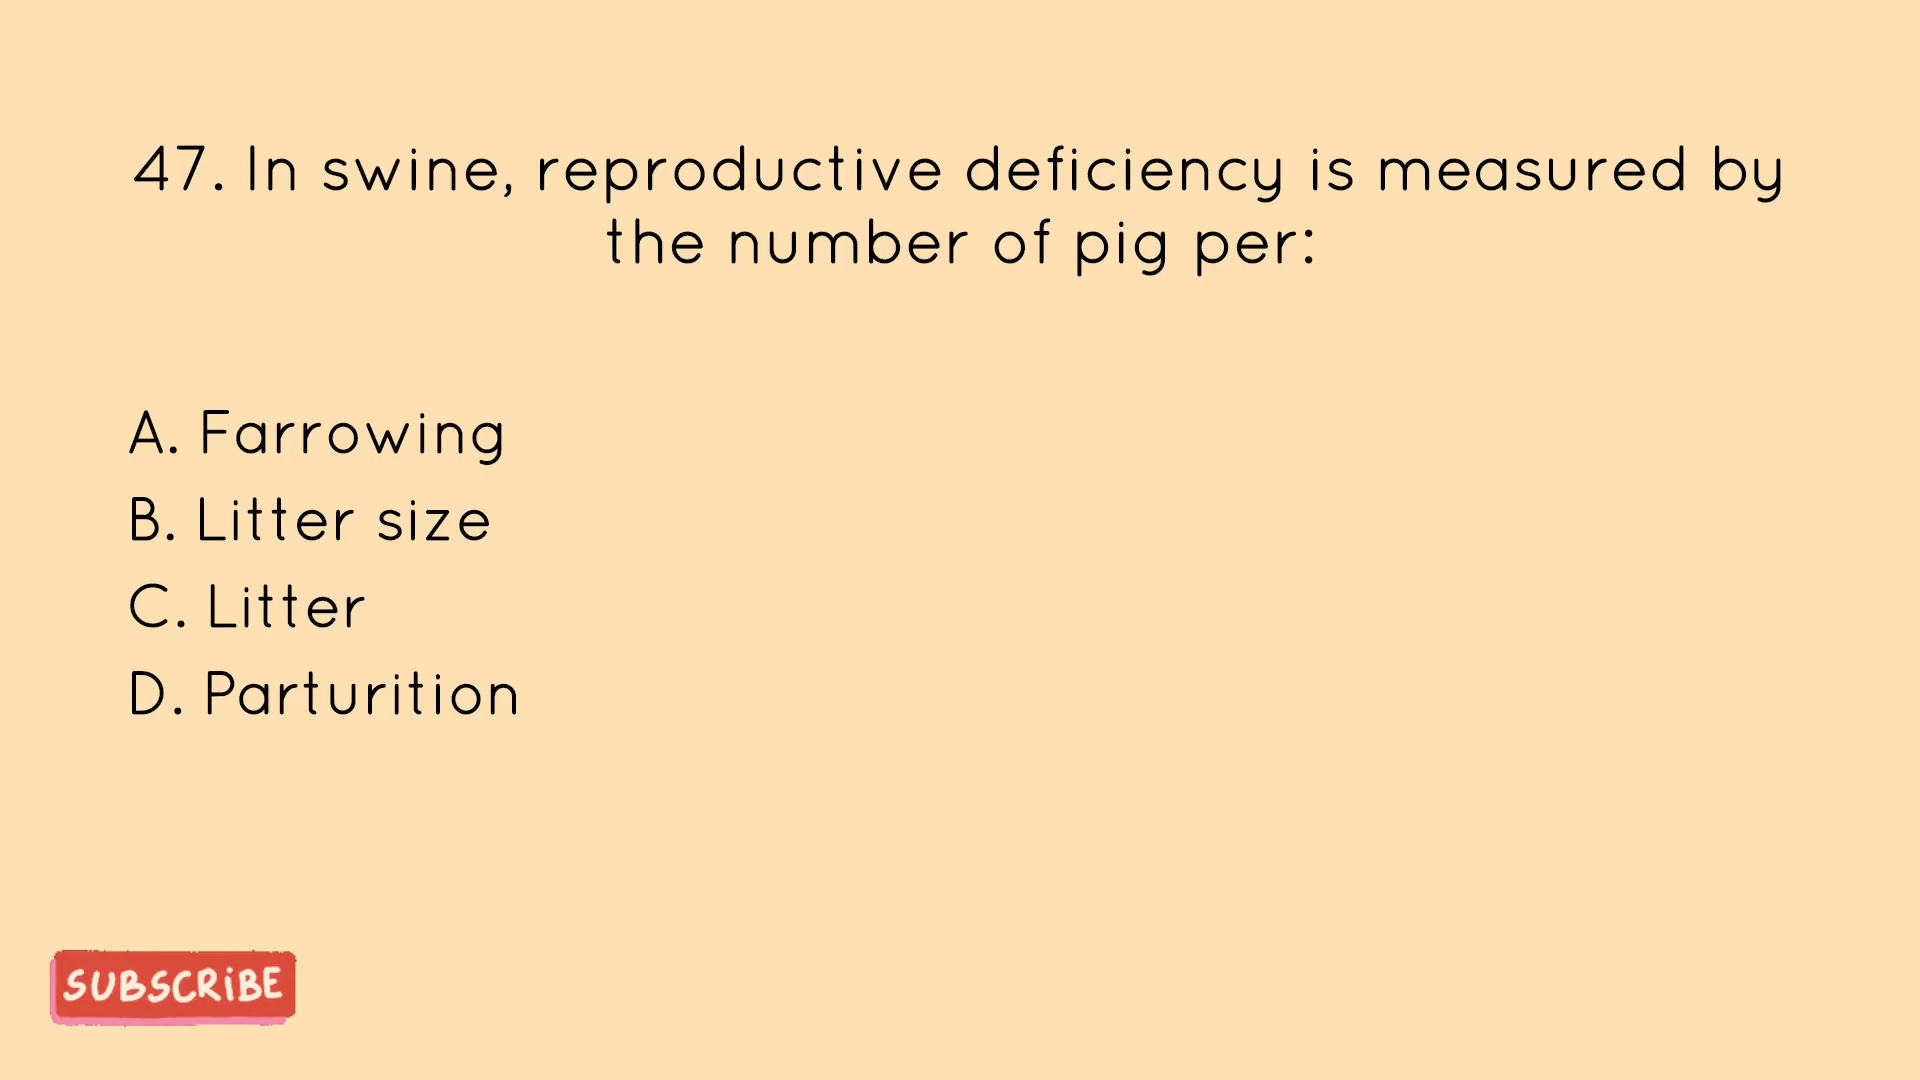 47. In swine, reproductive deficiency is measured by
the number of pig per:
A. Farrowing
B. Litter size
C. Litter
D. Parturition
SUBSCRiBE